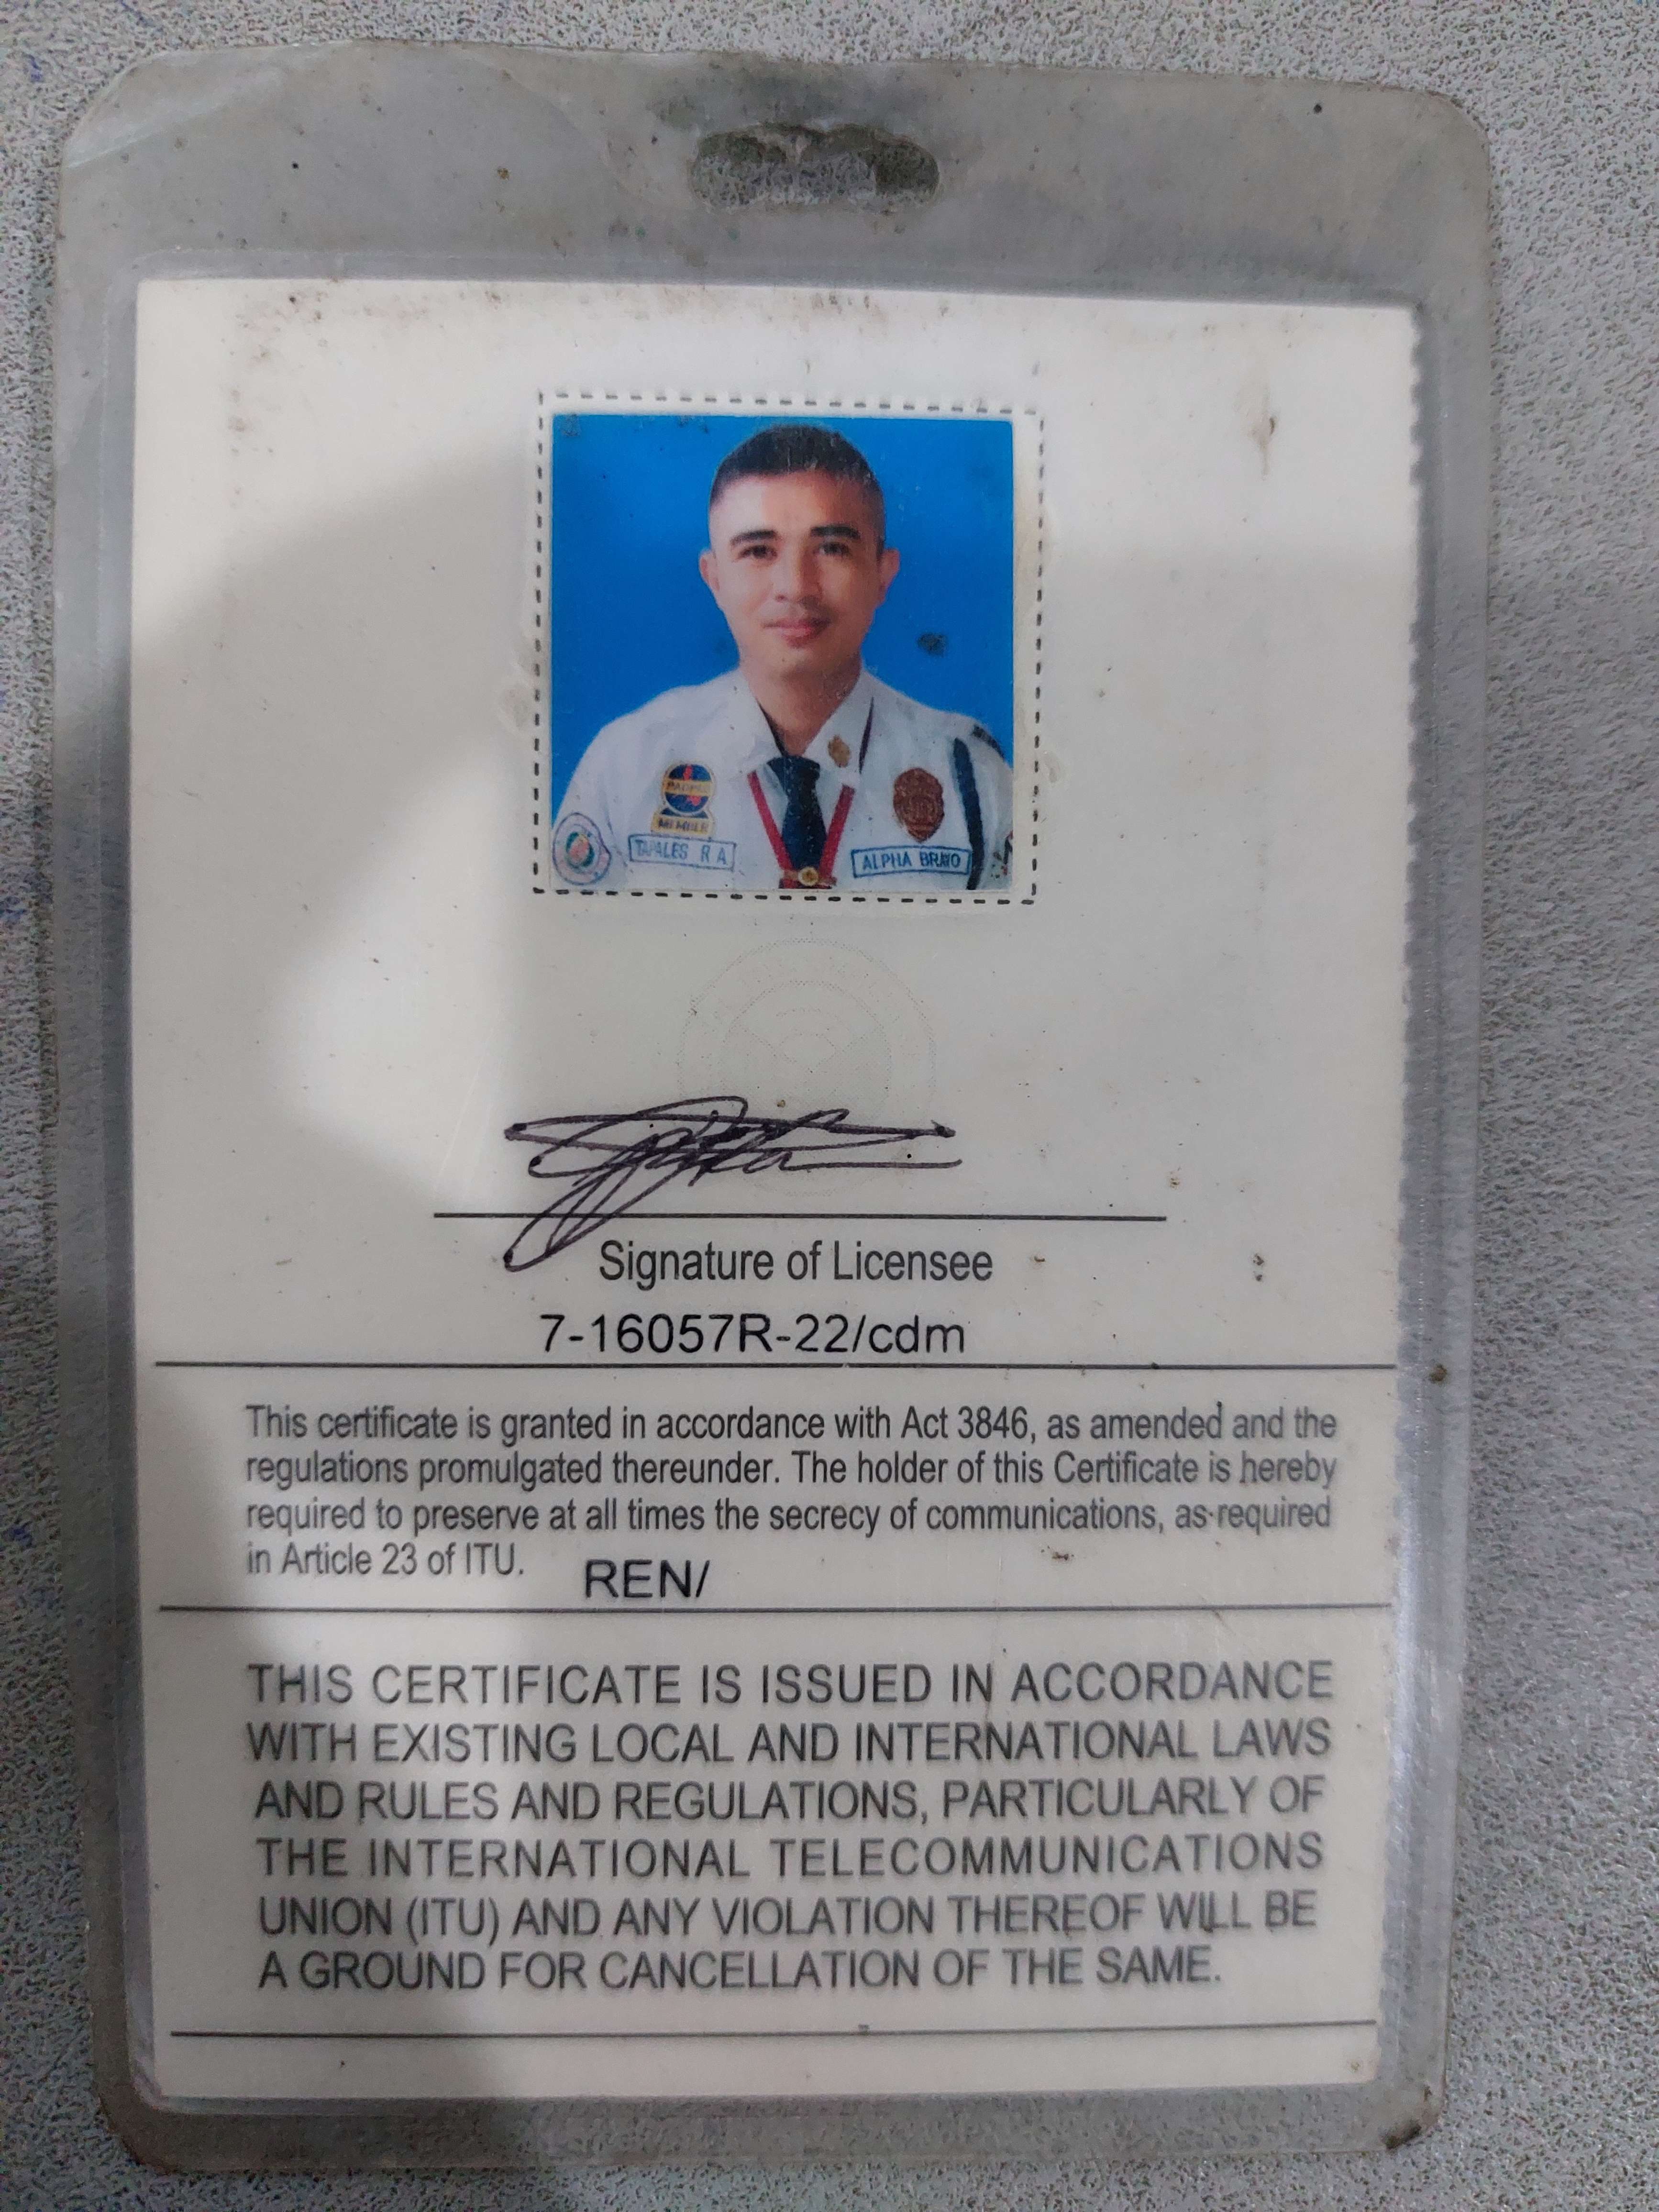 MEMBER
TAPALES R A
ALPHA BRAVO
Signature of Licensee
7-16057R-22/cdm
This certificate is granted in accordance with Act 3846, as amended and the
regulations promulgated thereunder. The holder of this Certificate is hereby
required to preserve at all times the secrecy of communications, as required
in Article 23 of ITU. REN/
THIS CERTIFICATE IS ISSUED IN ACCORDANCE
WITH EXISTING LOCAL AND INTERNATIONAL LAWS
AND RULES AND REGULATIONS, PARTICULARLY OF
THE INTERNATIONAL TELECOMMUNICATIONS
UNION (ITU) AND ANY VIOLATION THEREOF WILL BE
A GROUND FOR CANCELLATION OF THE SAME.